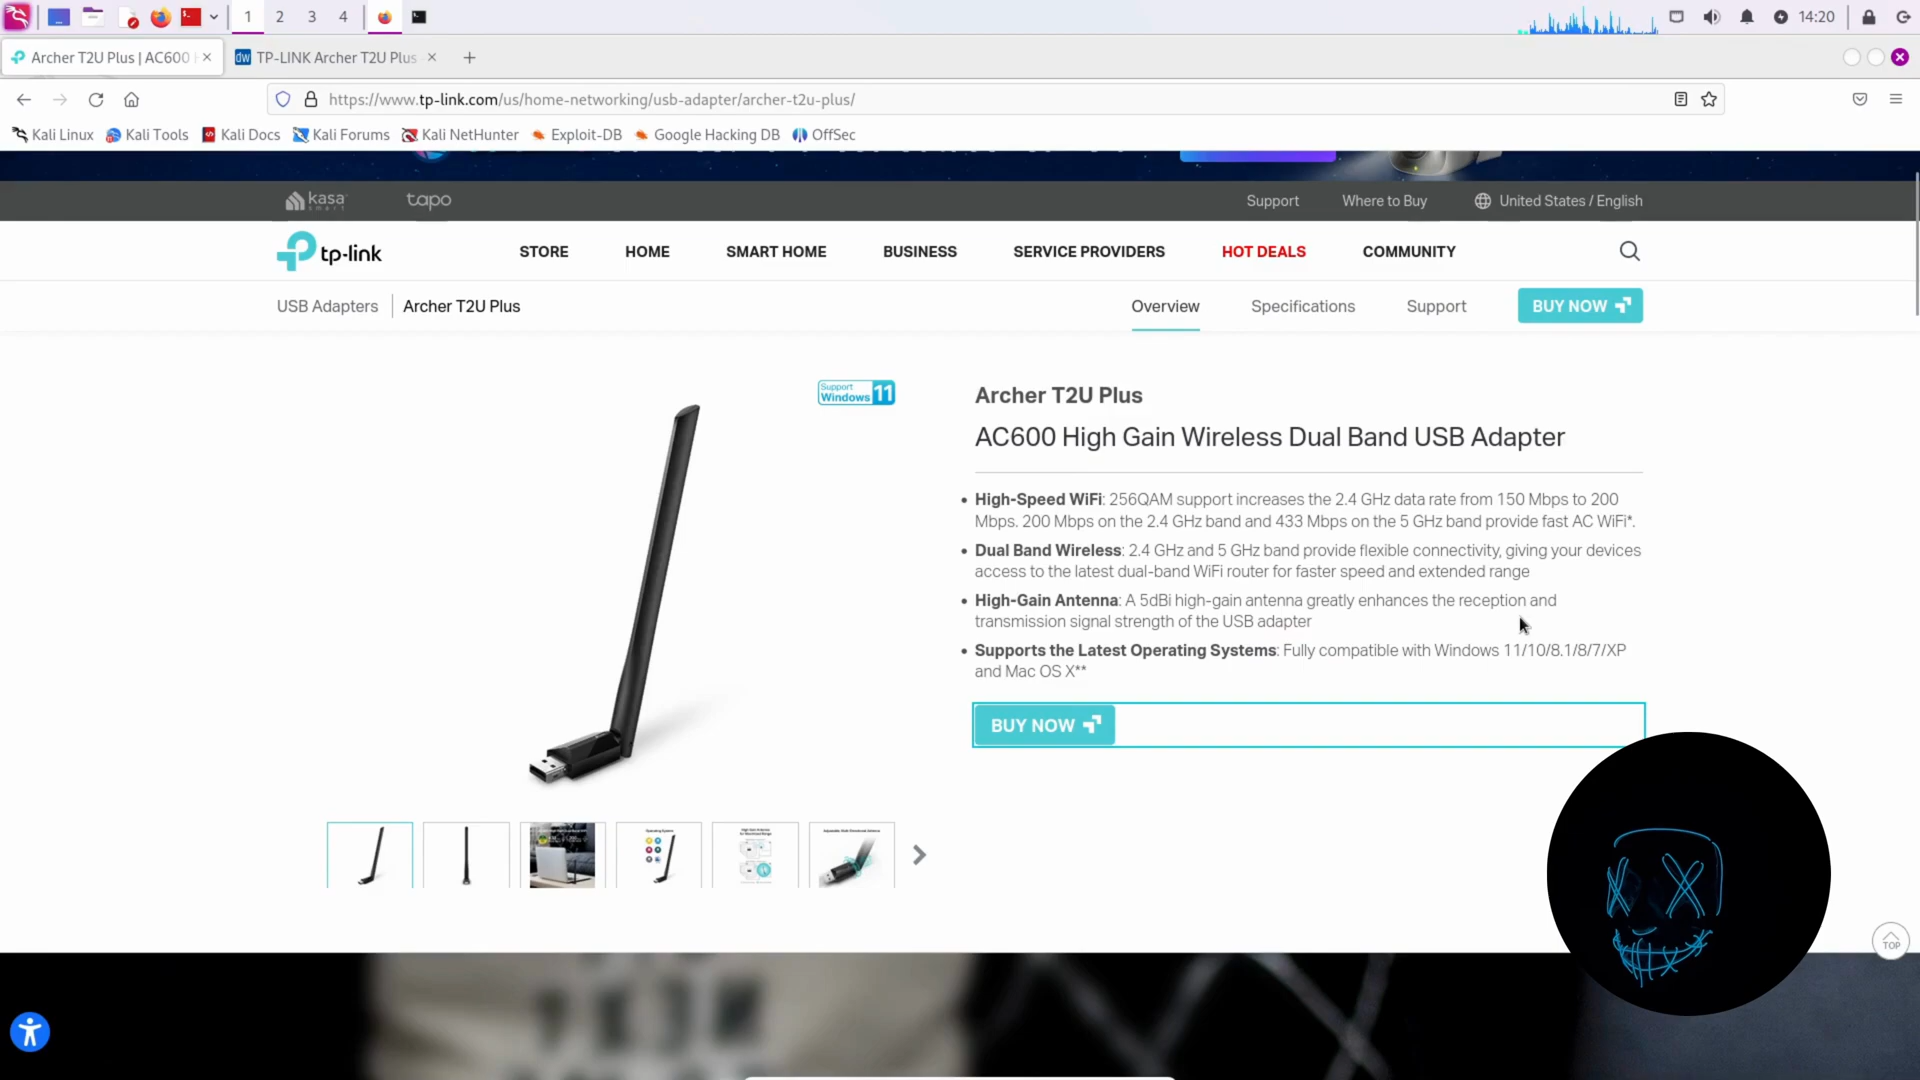 1 2 3 4
14:20
Archer T2U Plus | AC600
dw TP-LINK Archer T2U Plus
https://www.tp-link.com/us/home-networking/usb-adapter/archer-t2u-plus/
Kali Linux Kali Tools Kali Docs Kali Forums Kali NetHunter Exploit-DB Google Hacking DB OffSec
kasa smart tapo Support Where to Buy United States / English
tp-link STORE HOME SMART HOME BUSINESS SERVICE PROVIDERS HOT DEALS COMMUNITY
USB Adapters Archer T2U Plus Overview Specifications Support BUY NOW
Support
Windows 11
Archer T2U Plus
AC600 High Gain Wireless Dual Band USB Adapter
• High-Speed WiFi: 256QAM support increases the 2.4 GHz data rate from 150 Mbps to 200
Mbps. 200 Mbps on the 2.4 GHz band and 433 Mbps on the 5 GHz band provide fast AC WiFi*.
• Dual Band Wireless: 2.4 GHz and 5 GHz band provide flexible connectivity, giving your devices
access to the latest dual-band WiFi router for faster speed and extended range
• High-Gain Antenna: A 5dBi high-gain antenna greatly enhances the reception and
transmission signal strength of the USB adapter
• Supports the Latest Operating Systems: Fully compatible with Windows 11/10/8.1/8/7/XP
and Mac OS X**
BUY NOW
TOP